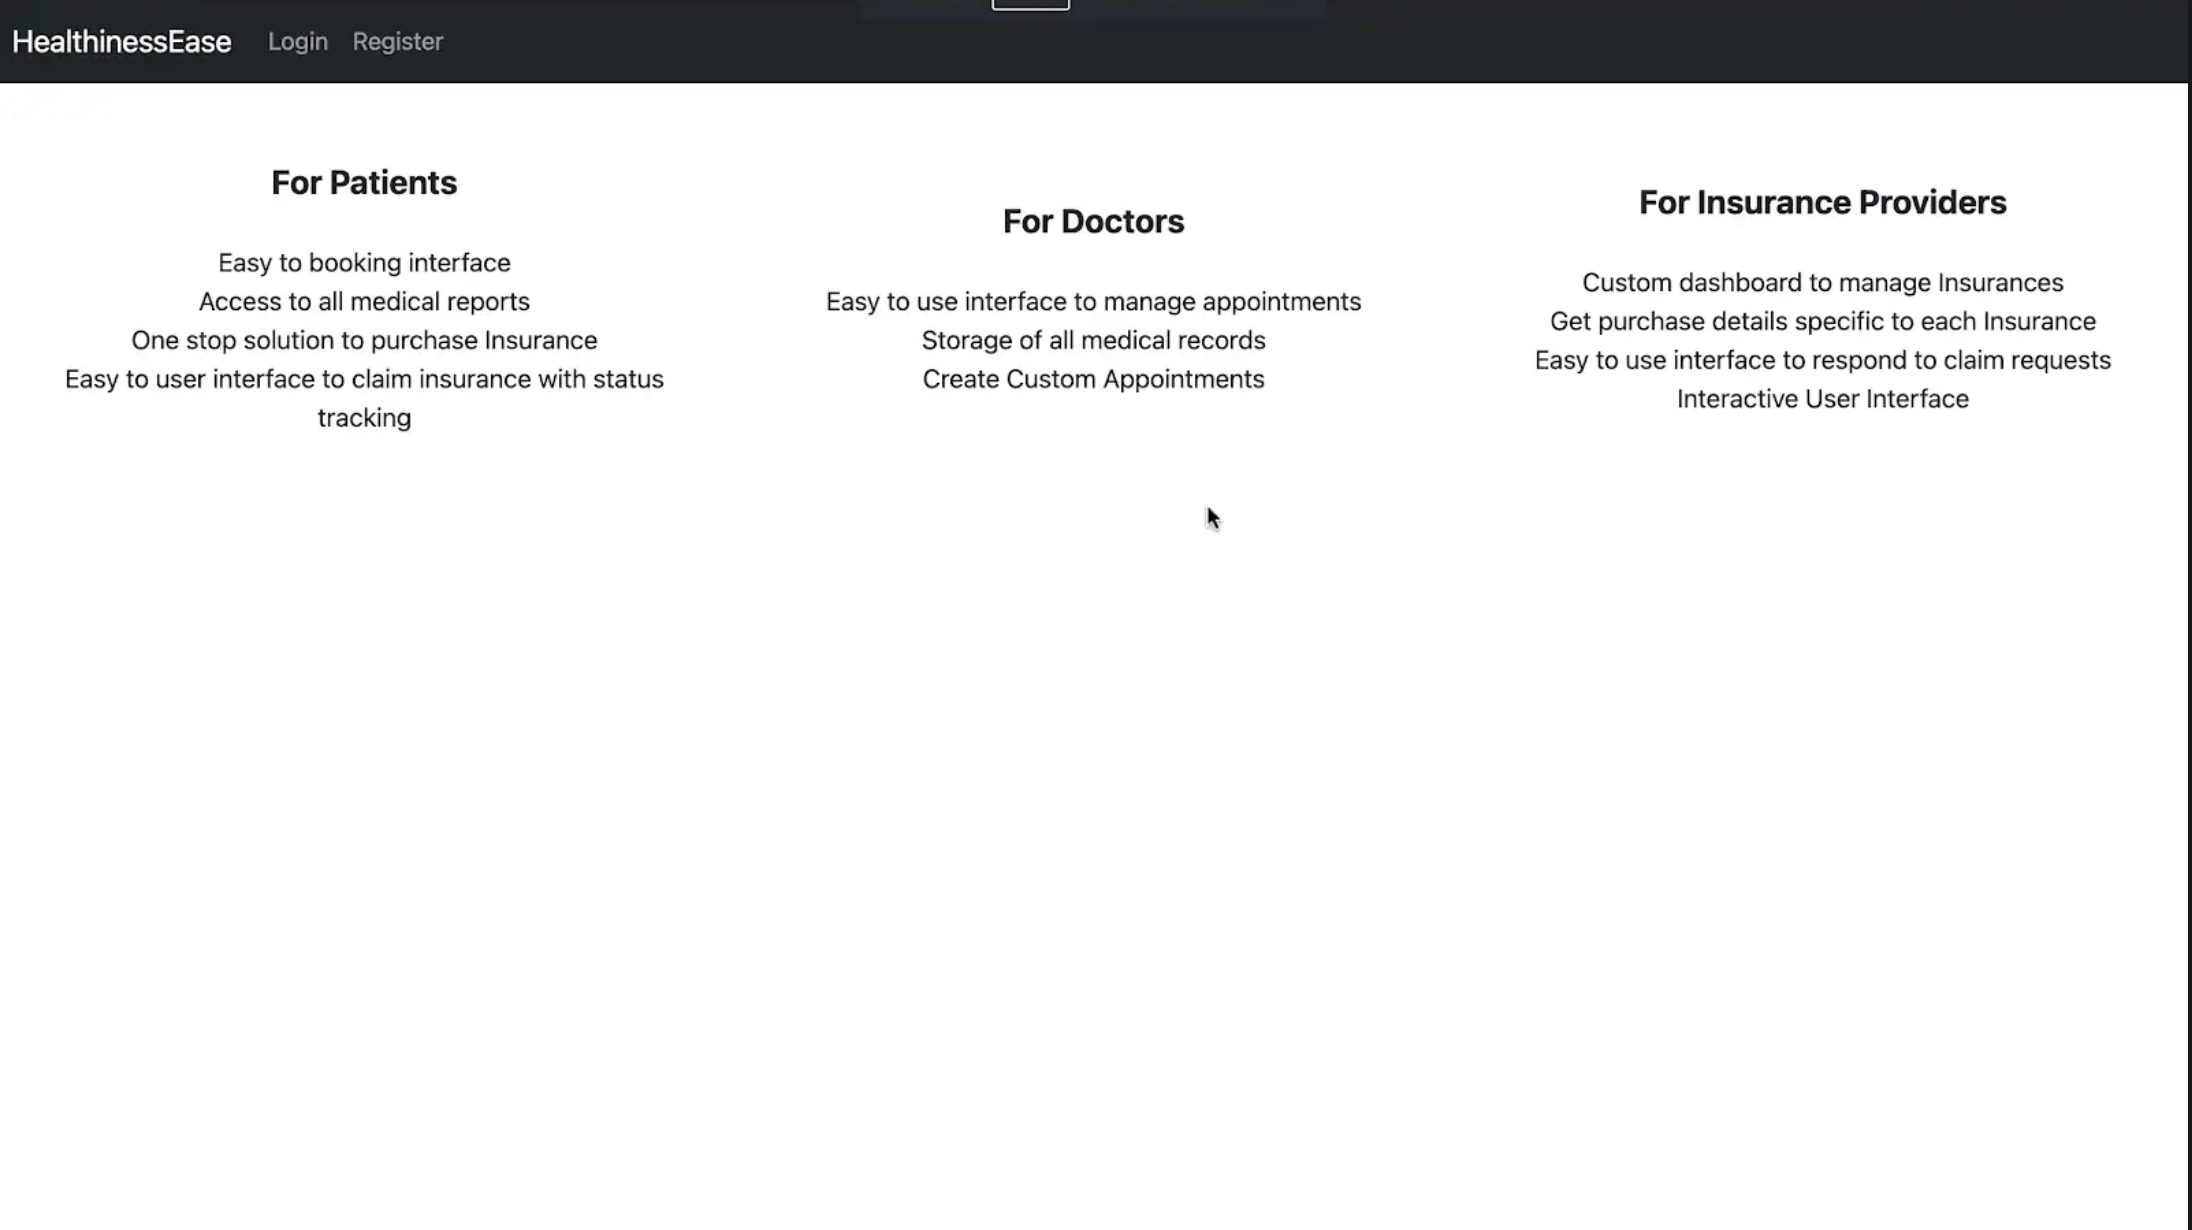 HealthinessEase Login Register
For Patients
Easy to booking interface
Access to all medical reports
One stop solution to purchase Insurance
Easy to user interface to claim insurance with status
tracking
For Doctors
Easy to use interface to manage appointments
Storage of all medical records
Create Custom Appointments
For Insurance Providers
Custom dashboard to manage Insurances
Get purchase details specific to each Insurance
Easy to use interface to respond to claim requests
Interactive User Interface